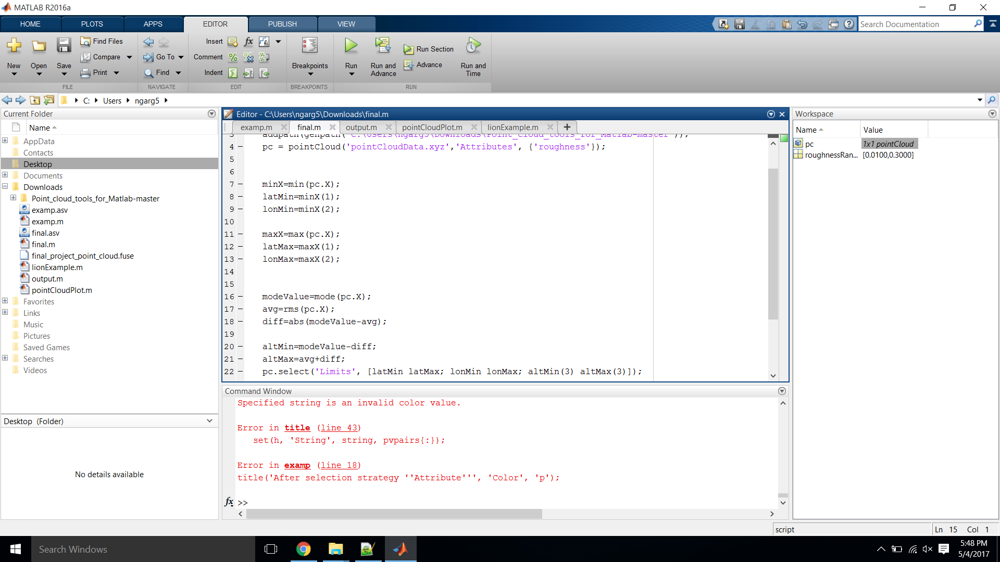 MATLAB R2016a
HOME PLOTS APPS EDITOR PUBLISH VIEW
Search Documentation
New Open Save
Find Files
Compare
Print
FILE
Go To
Find
NAVIGATE
Insert
Comment
Indent
EDIT
Breakpoints
BREAKPOINTS
Run
Run and Advance
Run Section
Advance
Run and Time
RUN
C: Users ngarg5
Current Folder
Name
AppData
Contacts
Desktop
Documents
Downloads
Point_cloud_tools_for_Matlab-master
examp.asv
examp.m
final.asv
final.m
final_project_point_cloud.fuse
lionExample.m
output.m
pointCloudPlot.m
Favorites
Links
Music
Pictures
Saved Games
Searches
Videos
Desktop (Folder)
No details available
Editor - C:\Users\ngarg5\Downloads\final.m
examp.m final.m output.m pointCloudPlot.m lionExample.m
3 addpath(genpath('C:\Users\ngarg5\Downloads\Point_cloud_tools_for_Matlab-master'));
4 – pc = pointCloud('pointCloudData.xyz','Attributes', {'roughness'});
5
6
7 – minX=min(pc.X);
8 – latMin=minX(1);
9 – lonMin=minX(2);
10
11 – maxX=max(pc.X);
12 – latMax=maxX(1);
13 – lonMax=maxX(2);
14
15
16 – modeValue=mode(pc.X);
17 – avg=rms(pc.X);
18 – diff=abs(modeValue-avg);
19
20 – altMin=modeValue-diff;
21 – altMax=avg+diff;
22 – pc.select('Limits', [latMin latMax; lonMin lonMax; altMin(3) altMax(3)]);
Command Window
Specified string is an invalid color value.
Error in title (line 43)
set(h, 'String', string, pvpairs{:});
Error in examp (line 18)
title('After selection strategy ''Attribute''', 'Color', 'p');
fx >>
Workspace
Name Value
pc 1x1 pointCloud
roughnessRan... [0.0100,0.3000]
script
Ln 15 Col 1
Search Windows
5:48 PM
5/4/2017